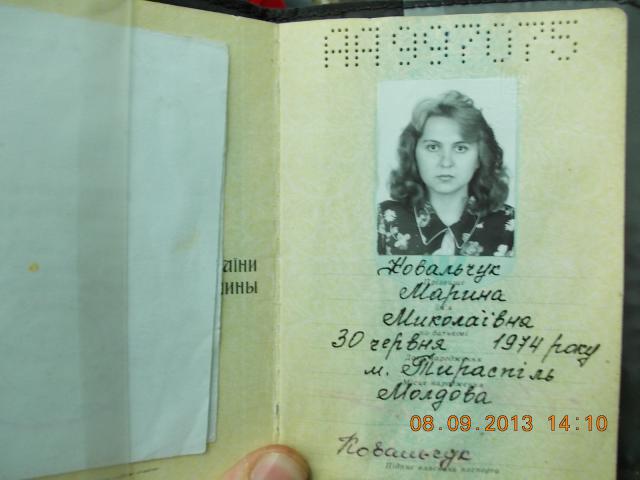 АА997075
аїни
ины
Ковальчук
Прізвище
Марина
Ім'я
Миколаївна
По батькові
30 червня 1974 року
Дата народження
м. Тираспіль
Місце народження
Молдова
08.09.2013 14:10
Ковальчук
Підпис власника паспорта